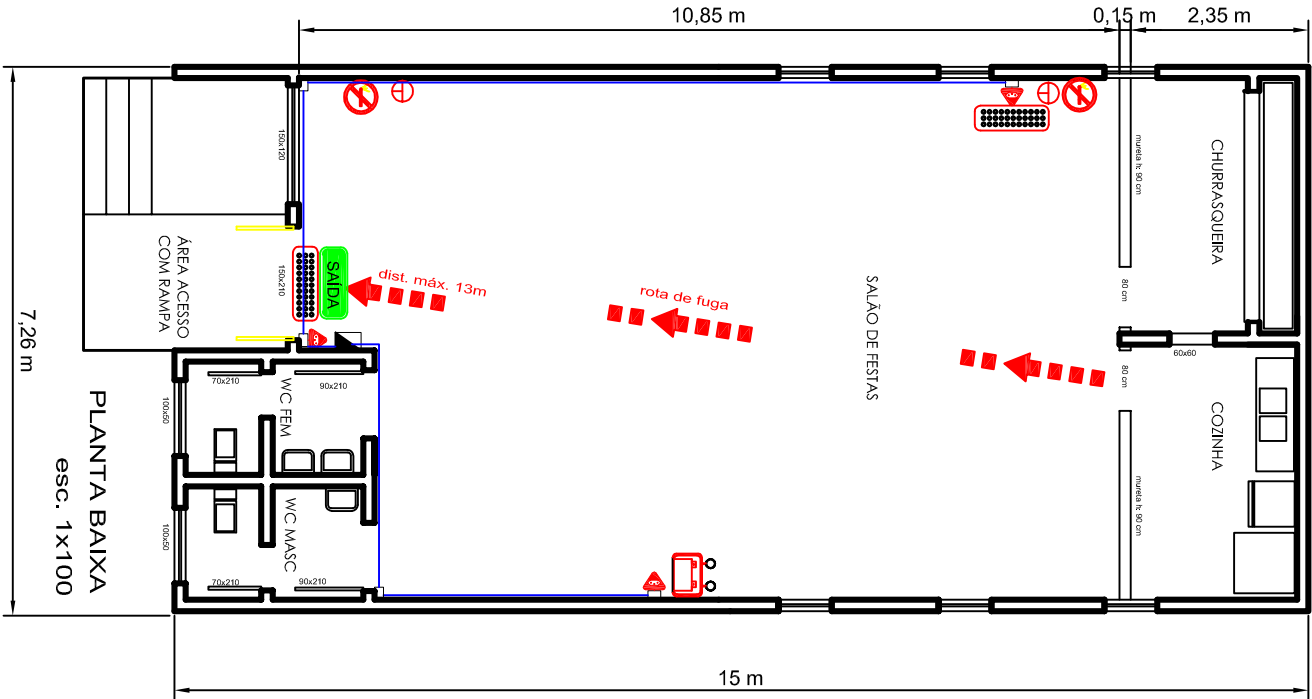 10,85 m
0,15 m
2,35 m
150x120
mureta h: 90 cm
CHURRASQUEIRA
ÁREA ACESSO
COM RAMPA
150x210
SAÍDA
dist. máx. 13m
rota de fuga
SALÃO DE FESTAS
80 cm
60x60
80 cm
7,26 m
PLANTA BAIXA
esc. 1x100
70x210
90x210
WC FEM
100x50
COZINHA
mureta h: 90 cm
WC MASC
100x50
70x210
90x210
15 m